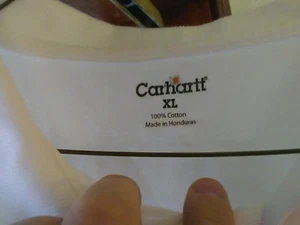 Carhartt
XL
100% Cotton
Made in Honduras